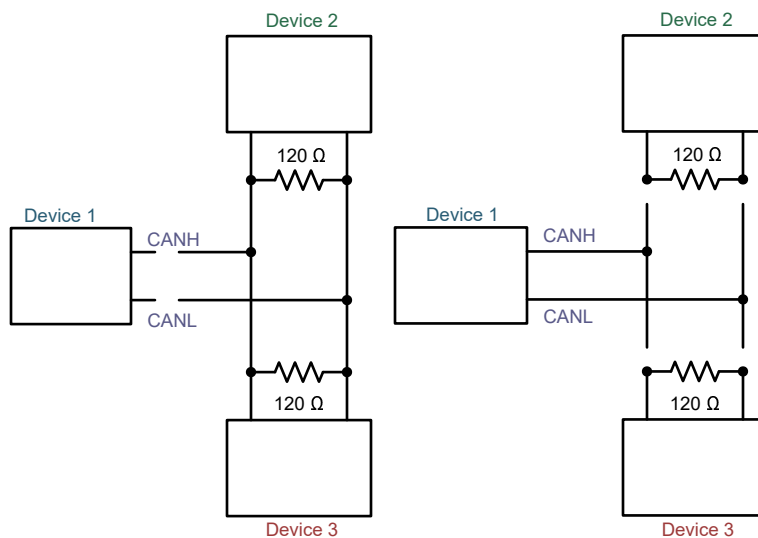 Device 2
120 Ω
Device 1
CANH
CANL
120 Ω
Device 3
Device 2
120 Ω
Device 1
CANH
CANL
120 Ω
Device 3